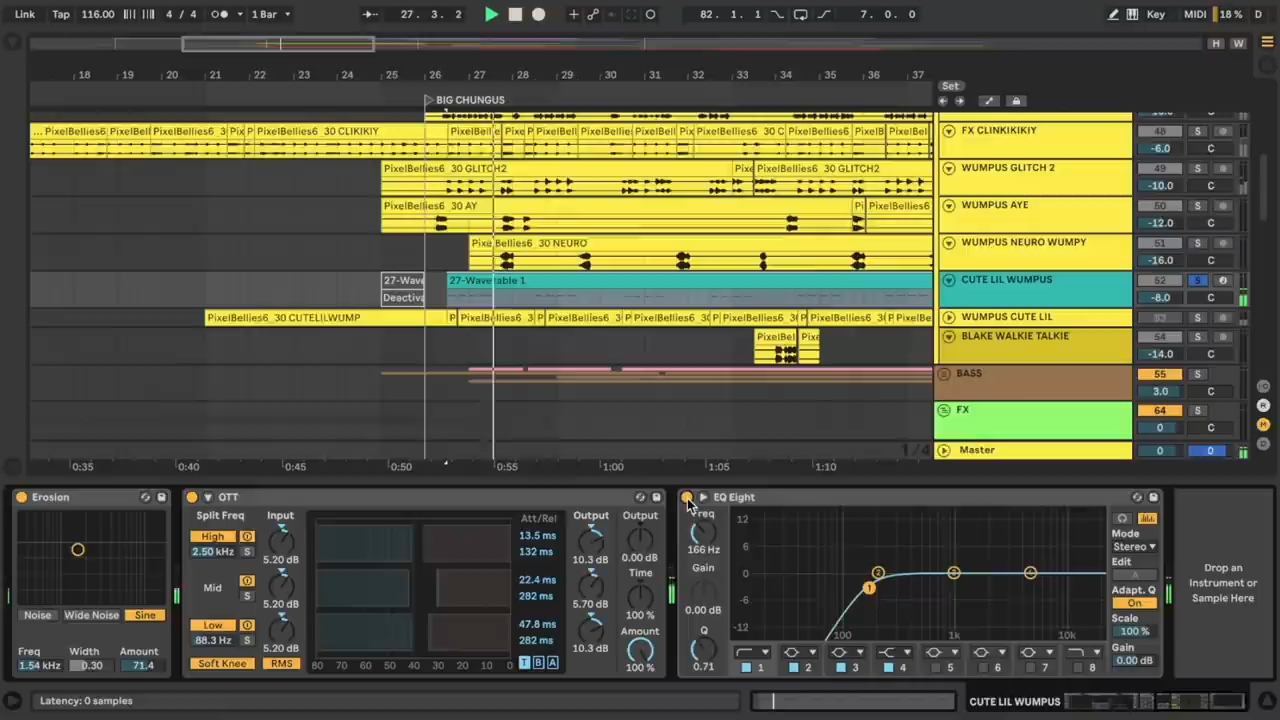 Link Tap 116.00 4 / 4 1 Bar 27. 3. 2 82. 1. 1 7. 0. 0 Key MIDI 18 % D
H W
18 19 20 21 22 23 24 25 26 27 28 29 30 31 32 33 34 35 36 37
Set
BIG CHUNGUS
... PixelBellies6 PixelBell PixelBellies6 Pix P PixelBellies6_30 CLIKIKIY
FX CLINKIKIKIY 48 S
-6.0 C
PixelBellies6_30 GLITCH2 PixelBellies6_30 GLITCH2
WUMPUS GLITCH 2 49 S
-10.0 C
PixelBellies6_30 AY Pi PixelBellies6
WUMPUS AYE 50 S
-12.0 C
PixelBellies6_30 NEURO
WUMPUS NEURO WUMPY 51 S
-16.0 C
27-Wave 27-Wavetable 1
Deactiva
CUTE LIL WUMPUS 52 S
-8.0 C
PixelBellies6_30 CUTELILWUMP
WUMPUS CUTE LIL S
PixelBel Pixe
BLAKE WALKIE TALKIE 54 S
-14.0 C
BASS 55 S
3.0 C
FX 64 S
0 C
1/4
Master 0 0
0:35 0:40 0:45 0:50 0:55 1:00 1:05 1:10
Erosion
Noise Wide Noise Sine
Freq Width Amount
1.54 kHz 0.30 71.4
OTT
Split Freq Input Att/Rel Output Output
High
2.50 kHz S 5.20 dB
13.5 ms
132 ms
10.3 dB
0.00 dB
Mid
S 5.20 dB
22.4 ms
282 ms
5.70 dB
Time
100 %
Low
88.3 Hz S 5.20 dB
47.8 ms
282 ms
10.3 dB
Amount
100 %
Soft Knee RMS
80 70 60 50 40 30 20 10 0
T B A
EQ Eight
Freq
166 Hz
Gain
0.00 dB
Q
0.71
12
6
0
-6
-12
100 1k 10k
1 2 3 4 5 6 7 8
Mode
Stereo
Edit
A
Adapt. Q
On
Scale
100 %
Gain
0.00 dB
Drop an
Instrument or
Sample Here
Latency: 0 samples
CUTE LIL WUMPUS